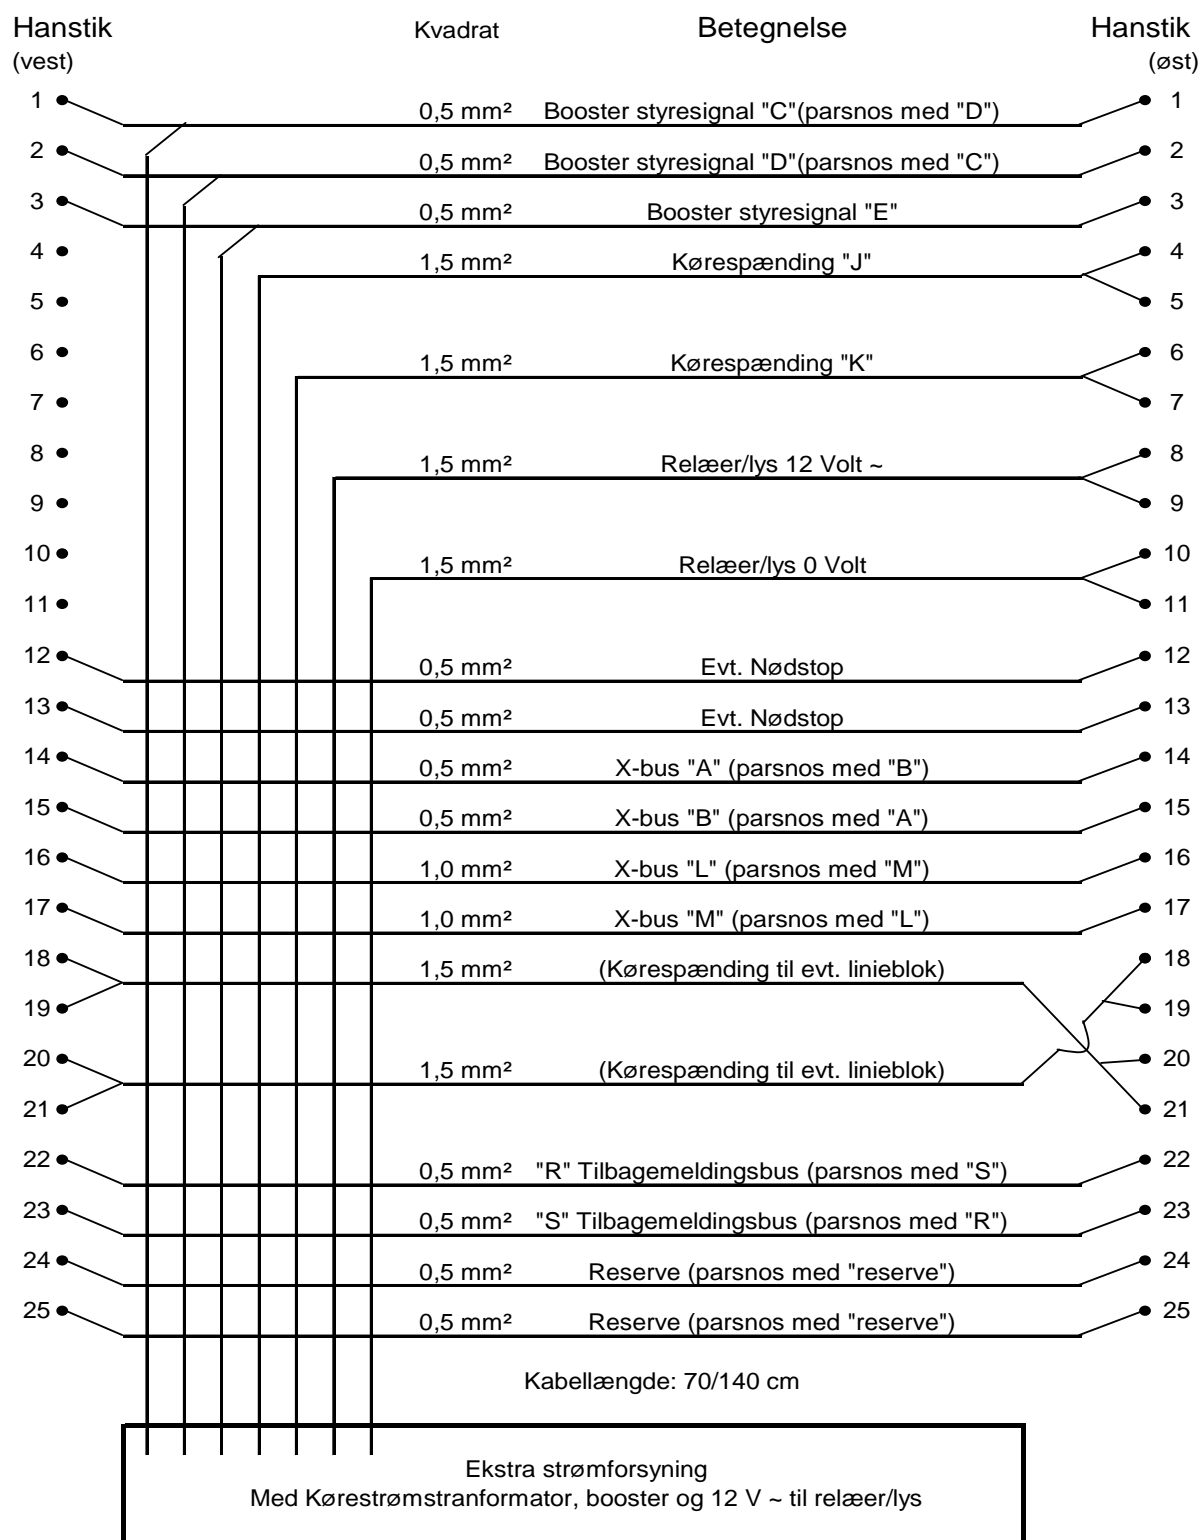 Hanstik Kvadrat Betegnelse Hanstik
(vest) (øst)
1 0,5 mm² Booster styresignal "C"(parsnos med "D") 1
2 0,5 mm² Booster styresignal "D"(parsnos med "C") 2
3 0,5 mm² Booster styresignal "E" 3
4 1,5 mm² Kørespænding "J" 4
5 5
6 1,5 mm² Kørespænding "K" 6
7 7
8 1,5 mm² Relæer/lys 12 Volt ~ 8
9 9
10 1,5 mm² Relæer/lys 0 Volt 10
11 11
12 0,5 mm² Evt. Nødstop 12
13 0,5 mm² Evt. Nødstop 13
14 0,5 mm² X-bus "A" (parsnos med "B") 14
15 0,5 mm² X-bus "B" (parsnos med "A") 15
16 1,0 mm² X-bus "L" (parsnos med "M") 16
17 1,0 mm² X-bus "M" (parsnos med "L") 17
18 1,5 mm² (Kørespænding til evt. linieblok) 18
19 19
20 1,5 mm² (Kørespænding til evt. linieblok) 20
21 21
22 0,5 mm² "R" Tilbagemeldingsbus (parsnos med "S") 22
23 0,5 mm² "S" Tilbagemeldingsbus (parsnos med "R") 23
24 0,5 mm² Reserve (parsnos med "reserve") 24
25 0,5 mm² Reserve (parsnos med "reserve") 25
Kabellængde: 70/140 cm
Ekstra strømforsyning
Med Kørestrømstranformator, booster og 12 V ~ til relæer/lys